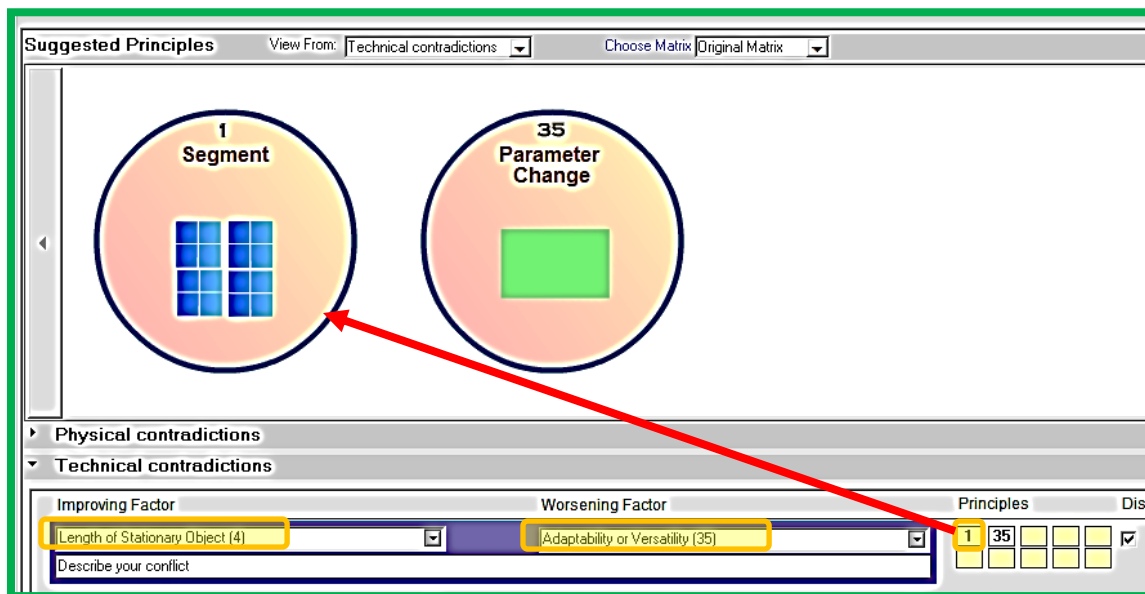 Suggested Principles View From: Technical contradictions Choose Matrix Original Matrix
1
Segment
35
Parameter
Change
Physical contradictions
Technical contradictions
Improving Factor Worsening Factor Principles Dis
Length of Stationary Object (4) Adaptability or Versatility (35) 1 35
Describe your conflict